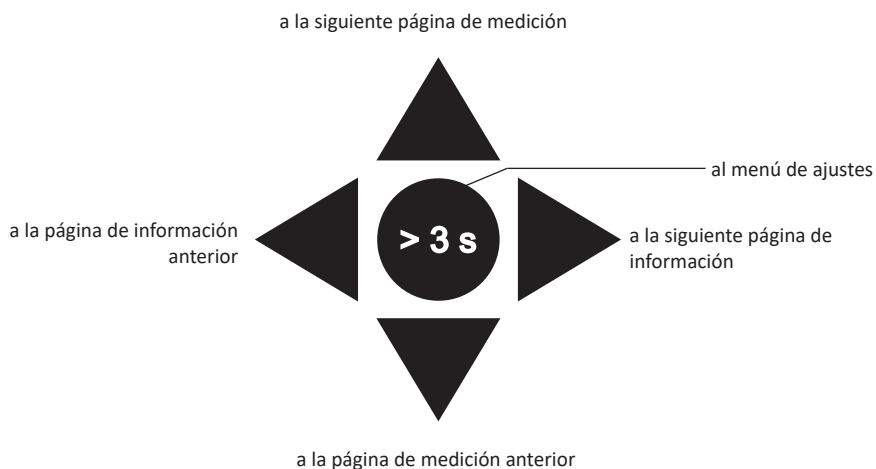 a la siguiente página de medición
al menú de ajustes
a la página de información
anterior
> 3 s
a la siguiente página de
información
a la página de medición anterior